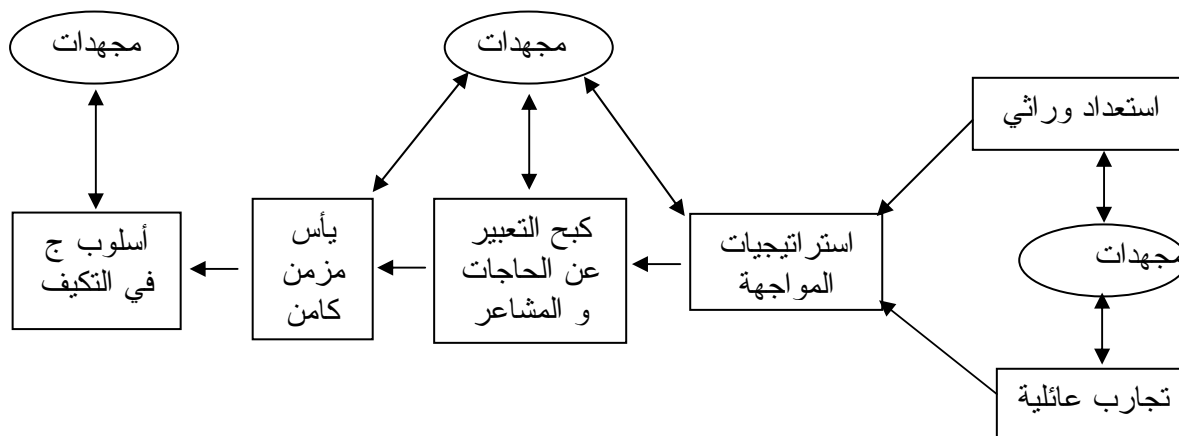 مجهدات
مجهدات
استعداد وراثي
مجهدات
تجارب عائلية
استراتيجيات
المواجهة
كبح التعبير
عن الحاجات
و المشاعر
يأس
مزمن
كامن
أسلوب ج
في التكيف